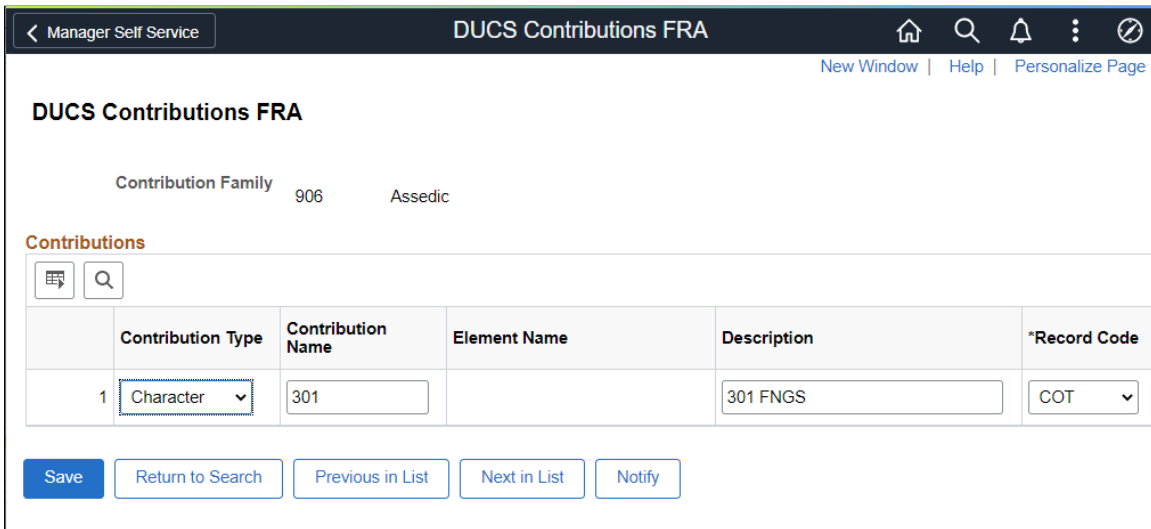 Manager Self Service DUCS Contributions FRA
New Window | Help | Personalize Page
DUCS Contributions FRA
Contribution Family 906 Assedic
Contributions
Contribution Type Contribution Name Element Name Description *Record Code
1 Character 301 301 FNGS COT
Save Return to Search Previous in List Next in List Notify